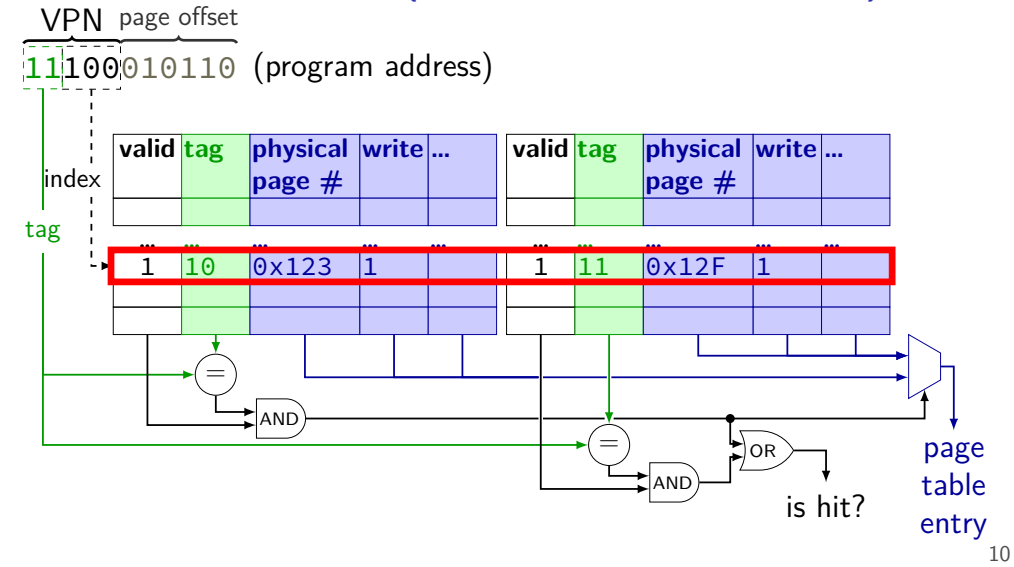 VPN page offset
11100010110 (program address)
valid tag physical page # write ... valid tag physical page # write ...
index
tag
... ... ... ... ... ... ... ... ... ...
1 10 0x123 1 1 11 0x12F 1
=
AND
=
OR
AND
is hit?
page
table
entry
10